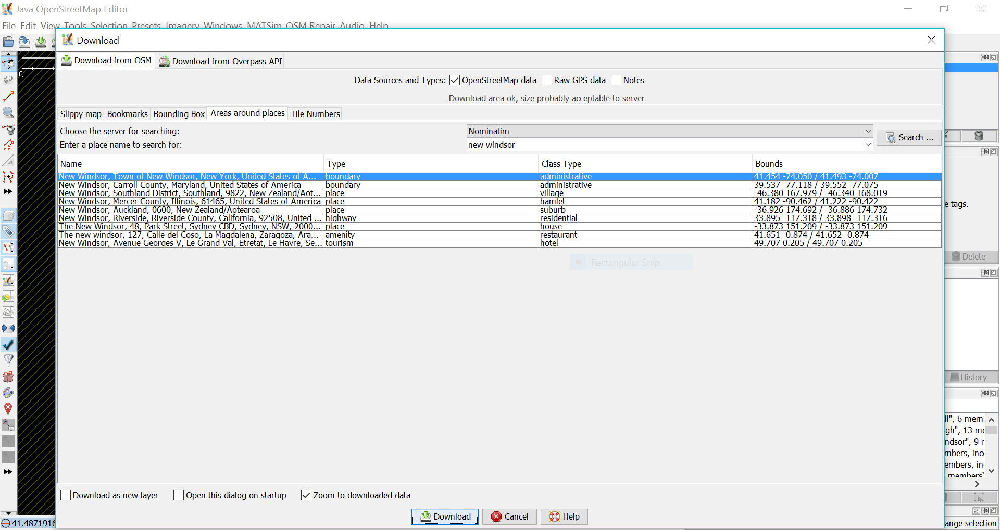 Java OpenStreetMap Editor
File Edit View Tools Selection Presets Imagery Windows MATSim OSM Repair Audio Help
Download
Download from OSM Download from Overpass API
Data Sources and Types: OpenStreetMap data Raw GPS data Notes
Download area ok, size probably acceptable to server
Slippy map Bookmarks Bounding Box Areas around places Tile Numbers
Choose the server for searching: Nominatim
Enter a place name to search for: new windsor
Search ...
Name Type Class Type Bounds
New Windsor, Town of New Windsor, New York, United States of A... boundary administrative 41.454 -74.050 / 41.493 -74.007
New Windsor, Carroll County, Maryland, United States of America boundary administrative 39.537 -77.118 / 39.552 -77.075
New Windsor, Southland District, Southland, 9822, New Zealand/Aot... place village -46.380 167.979 / -46.340 168.019
New Windsor, Mercer County, Illinois, 61465, United States of America place hamlet 41.182 -90.462 / 41.222 -90.422
New Windsor, Auckland, 0600, New Zealand/Aotearoa place suburb -36.926 174.692 / -36.886 174.732
New Windsor, Riverside, Riverside County, California, 92508, United ... highway residential 33.895 -117.318 / 33.898 -117.316
The New Windsor, 48, Park Street, Sydney CBD, Sydney, NSW, 2000... place house -33.873 151.209 / -33.873 151.209
The new windsor, 127, Calle del Coso, La Magdalena, Zaragoza, Ara... amenity restaurant 41.651 -0.874 / 41.652 -0.874
New Windsor, Avenue Georges V, Le Grand Val, Etretat, Le Havre, Se... tourism hotel 49.707 0.205 / 49.707 0.205
Rectangular Snip
Download as new layer Open this dialog on startup Zoom to downloaded data
Download Cancel Help
0
41.4871916
e tags.
Delete
History
ll", 6 meml
gh", 13 me
ndsor", 9 r
mbers, inc
embers, in
members)
ange selection